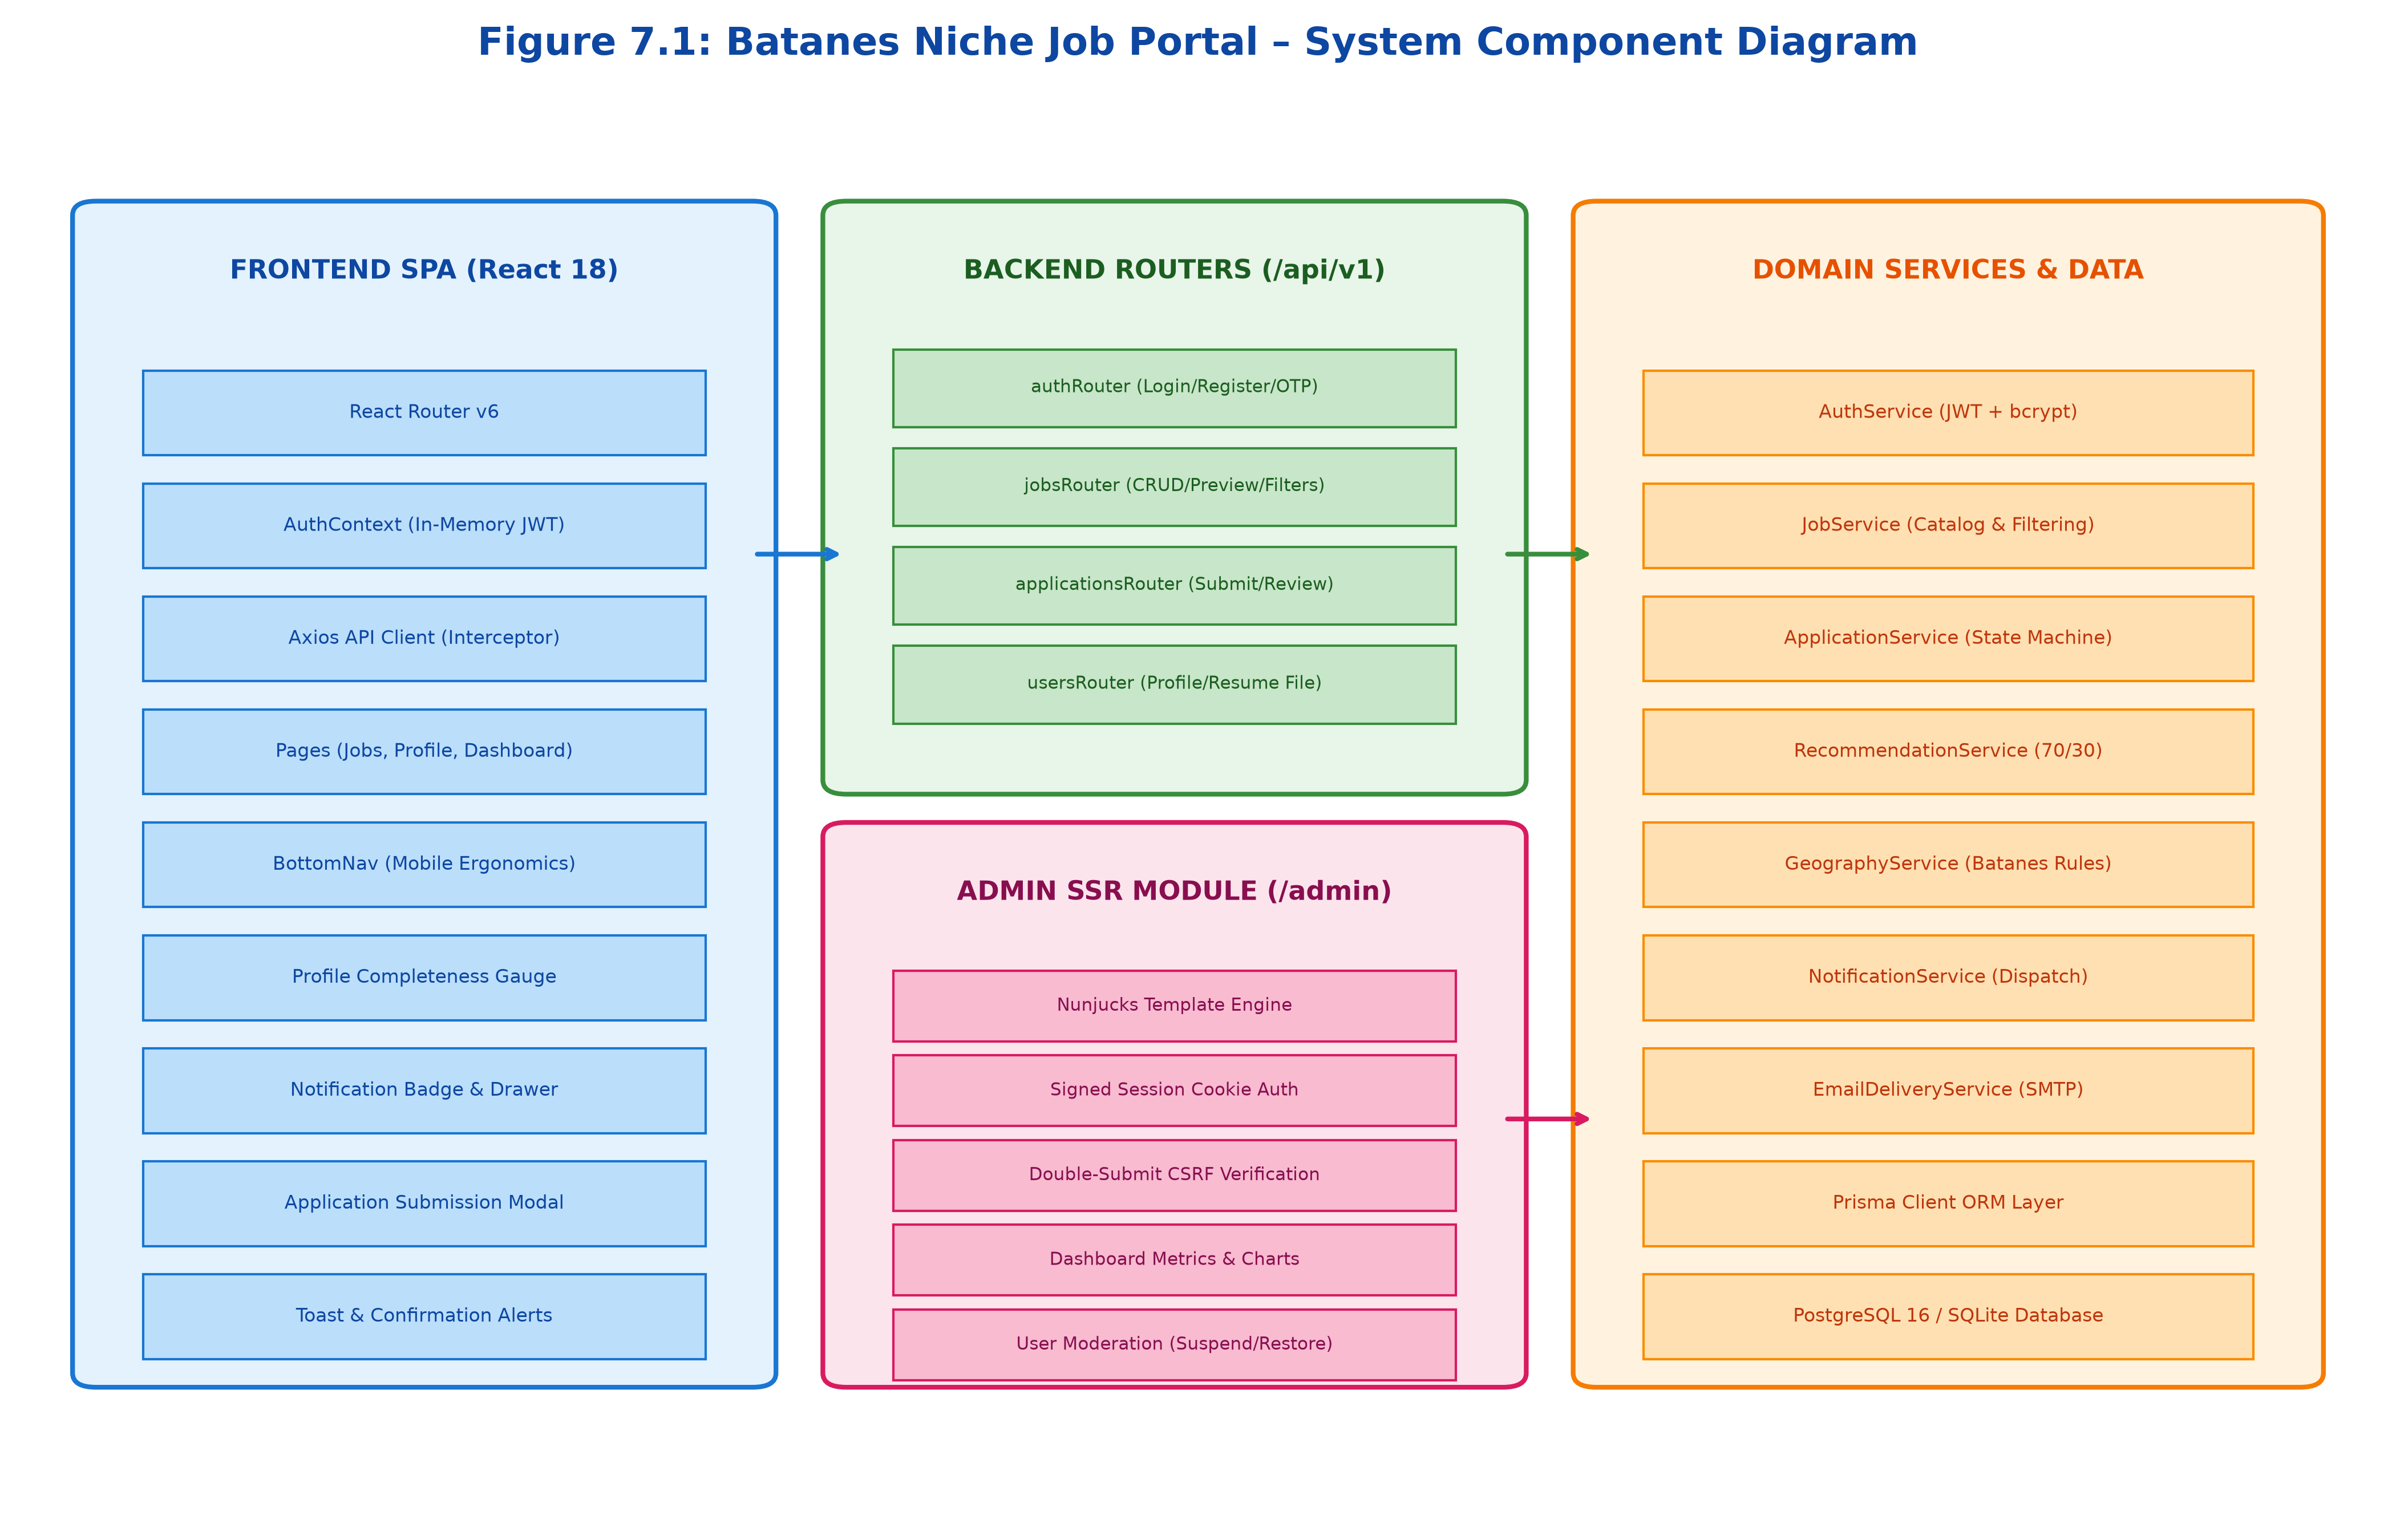 Figure 7.1: Batanes Niche Job Portal – System Component Diagram
FRONTEND SPA (React 18)
React Router v6
AuthContext (In-Memory JWT)
Axios API Client (Interceptor)
Pages (Jobs, Profile, Dashboard)
BottomNav (Mobile Ergonomics)
Profile Completeness Gauge
Notification Badge & Drawer
Application Submission Modal
Toast & Confirmation Alerts
BACKEND ROUTERS (/api/v1)
authRouter (Login/Register/OTP)
jobsRouter (CRUD/Preview/Filters)
applicationsRouter (Submit/Review)
usersRouter (Profile/Resume File)
ADMIN SSR MODULE (/admin)
Nunjucks Template Engine
Signed Session Cookie Auth
Double-Submit CSRF Verification
Dashboard Metrics & Charts
User Moderation (Suspend/Restore)
DOMAIN SERVICES & DATA
AuthService (JWT + bcrypt)
JobService (Catalog & Filtering)
ApplicationService (State Machine)
RecommendationService (70/30)
GeographyService (Batanes Rules)
NotificationService (Dispatch)
EmailDeliveryService (SMTP)
Prisma Client ORM Layer
PostgreSQL 16 / SQLite Database